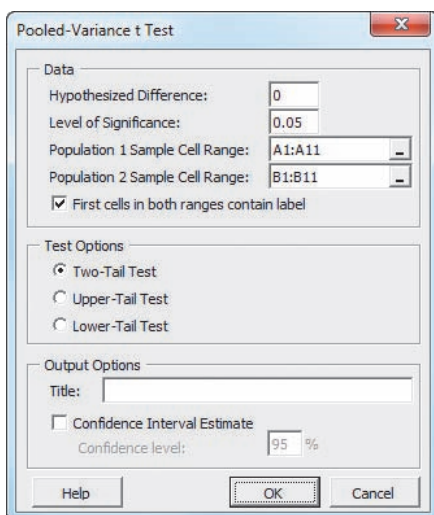 Pooled-Variance t Test
Data
Hypothesized Difference: 0
Level of Significance: 0.05
Population 1 Sample Cell Range: A1:A11
Population 2 Sample Cell Range: B1:B11
First cells in both ranges contain label
Test Options
Two-Tail Test
Upper-Tail Test
Lower-Tail Test
Output Options
Title:
Confidence Interval Estimate
Confidence level: 95 %
Help OK Cancel